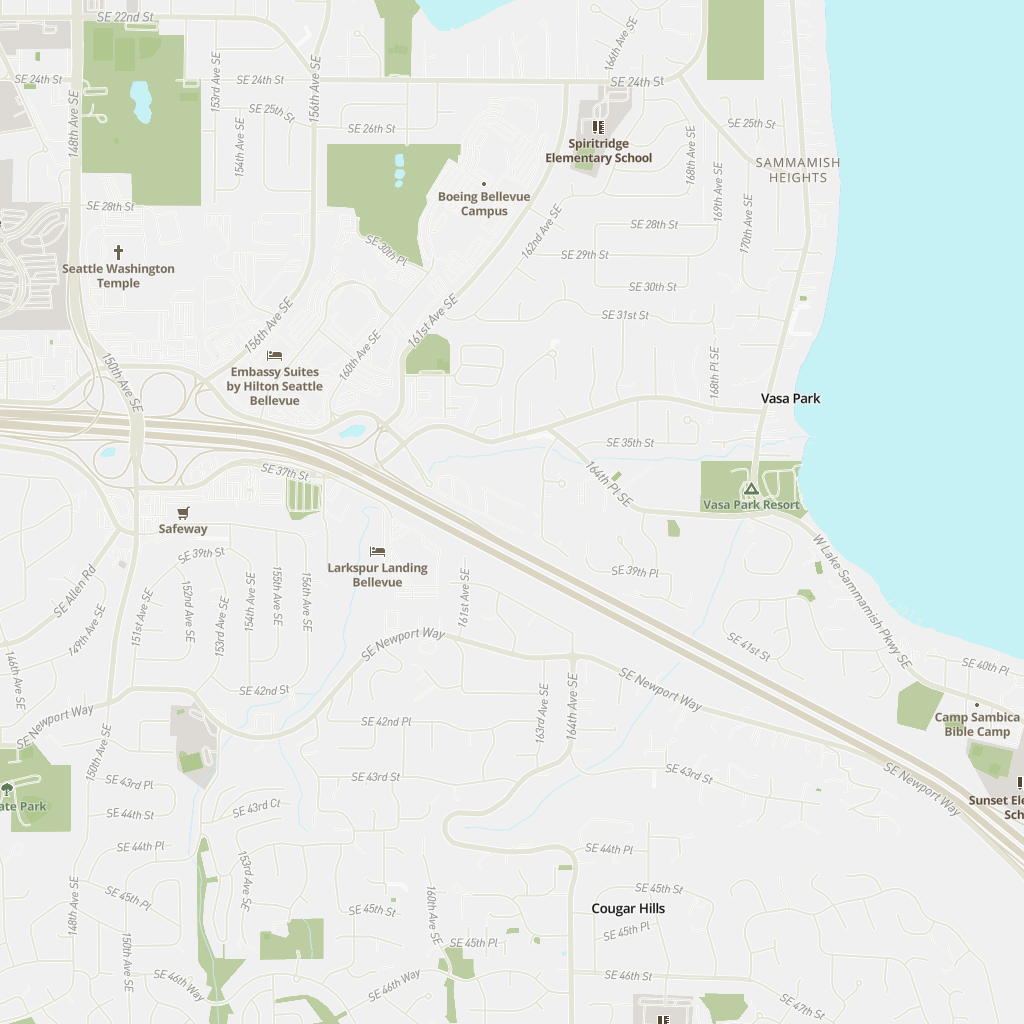 SE 22nd St
166th Ave SE
SE 24th St
153rd Ave SE
SE 24th St
156th Ave SE
SE 24th St
148th Ave SE
SE 25th St
SE 26th St
154th Ave SE
Spiritridge
Elementary School
168th Ave SE
SE 25th St
SAMMAMISH
HEIGHTS
169th Ave SE
170th Ave SE
Boeing Bellevue
Campus
SE 28th St
162nd Ave SE
SE 28th St
SE 30th Pl
SE 29th St
Seattle Washington
Temple
SE 30th St
156th Ave SE
161st Ave SE
SE 31st St
160th Ave SE
150th Ave SE
Embassy Suites
by Hilton Seattle
Bellevue
168th Pl SE
Vasa Park
SE 35th St
SE 37th St
164th Pl SE
Vasa Park Resort
Safeway
SE 39th St
Larkspur Landing
Bellevue
W Lake Sammamish Pkwy SE
SE Allen Rd
149th Ave SE
151st Ave SE
152nd Ave SE
153rd Ave SE
154th Ave SE
155th Ave SE
156th Ave SE
161st Ave SE
SE 39th Pl
SE 41st St
SE Newport Way
SE 40th Pl
146th Ave SE
SE 42nd St
SE Newport Way
163rd Ave SE
164th Ave SE
SE Newport Way
SE 42nd Pl
Camp Sambica
Bible Camp
150th Ave SE
SE 43rd Pl
SE 43rd St
SE 43rd St
SE Newport Way
ate Park
SE 44th St
SE 43rd Ct
Sunset Ele
Sch
SE 44th Pl
SE 44th Pl
153rd Ave SE
SE 45th Pl
148th Ave SE
SE 45th St
160th Ave SE
SE 45th St
Cougar Hills
150th Ave SE
SE 45th Pl
SE 45th Pl
SE 46th Way
SE 46th Way
SE 46th St
SE 47th St